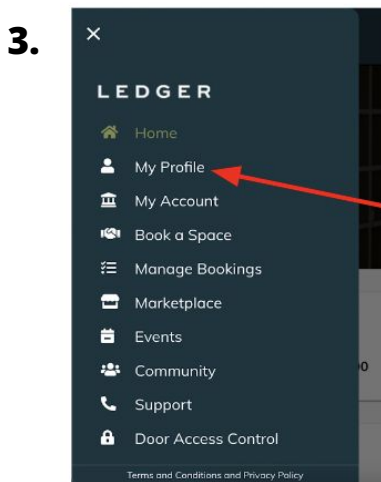 3.
×
LEDGER
Home
My Profile
My Account
Book a Space
Manage Bookings
Marketplace
Events
Community
Support
Door Access Control
Terms and Conditions and Privacy Policy